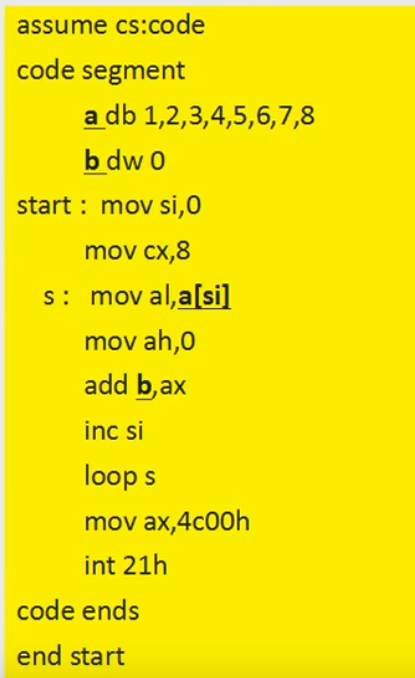 assume cs:code
code segment
a db 1,2,3,4,5,6,7,8
b dw 0
start : mov si,0
mov cx,8
s : mov al,a[si]
mov ah,0
add b,ax
inc si
loop s
mov ax,4c00h
int 21h
code ends
end start